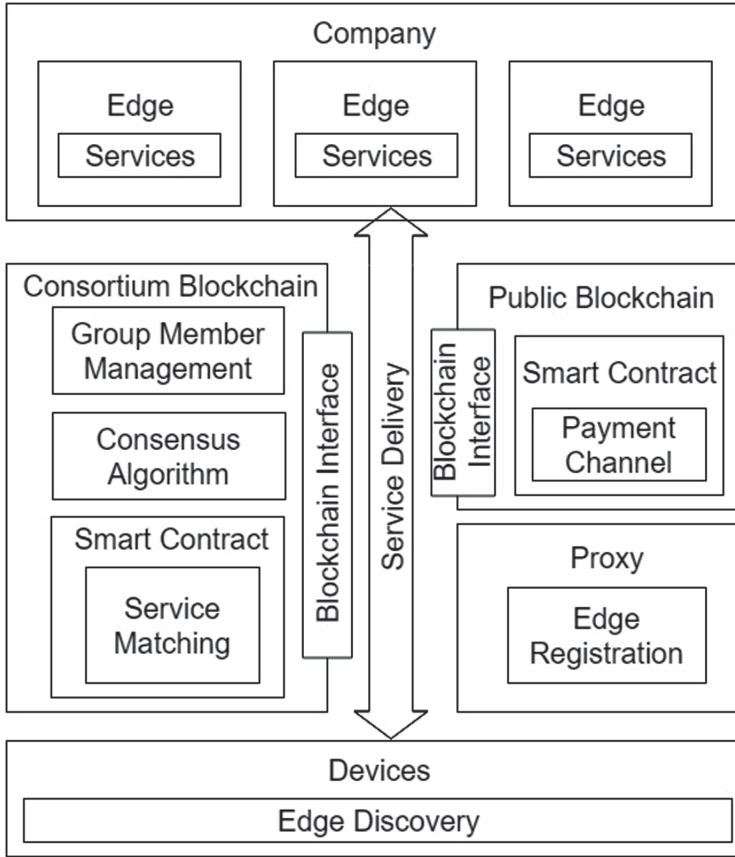 Company
Edge
Services
Edge
Services
Edge
Services
Consortium Blockchain
Group Member
Management
Consensus
Algorithm
Smart Contract
Service
Matching
Blockchain Interface
Service Delivery
Blockchain
Interface
Public Blockchain
Smart Contract
Payment
Channel
Proxy
Edge
Registration
Devices
Edge Discovery